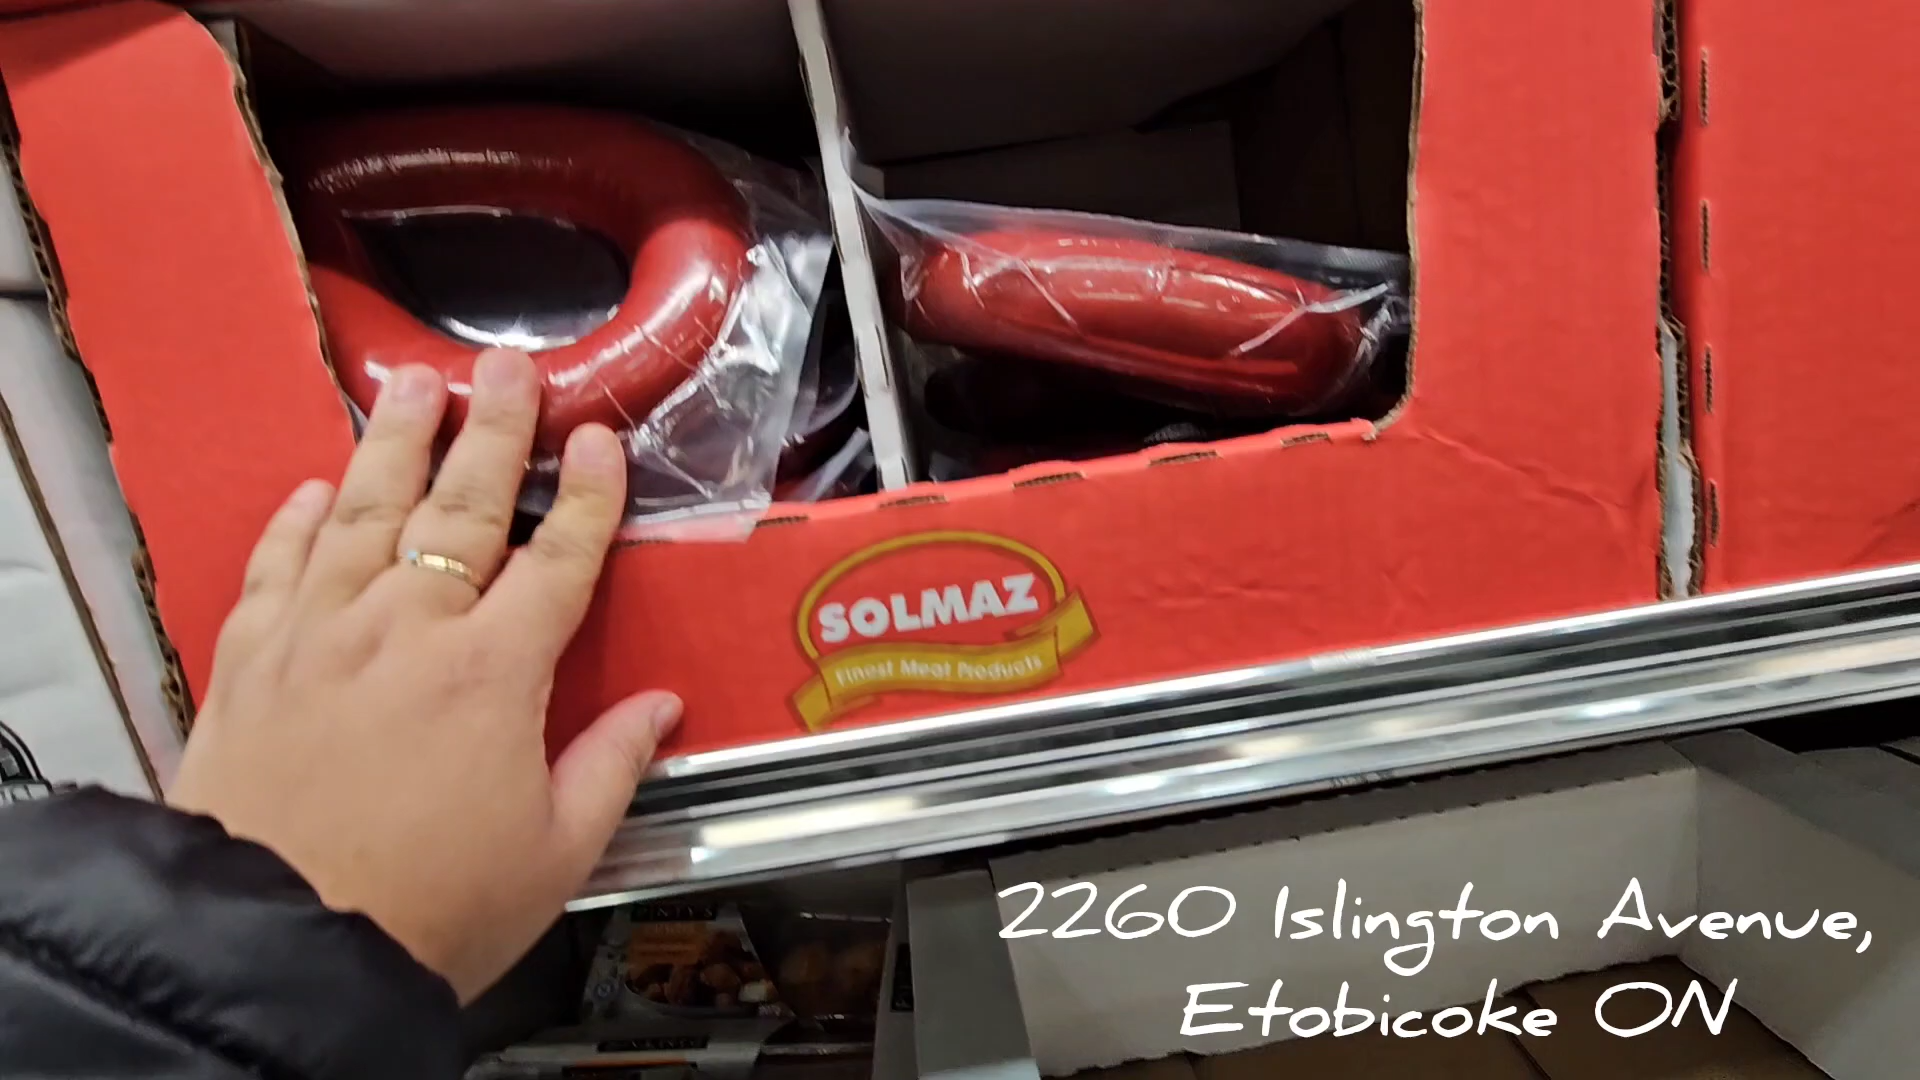 SOLMAZ
Finest Meat Products
2260 Islington Avenue,
Etobicoke ON